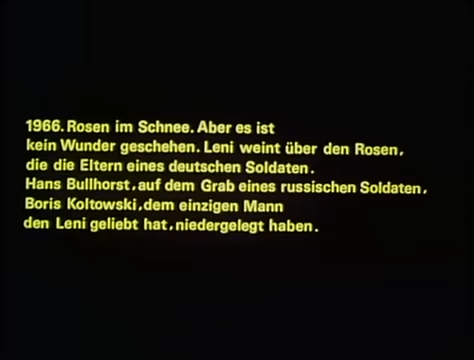 1966. Rosen im Schnee. Aber es ist
kein Wunder geschehen. Leni weint über den Rosen,
die die Eltern eines deutschen Soldaten.
Hans Bullhorst, auf dem Grab eines russischen Soldaten,
Boris Koltowski, dem einzigen Mann
den Leni geliebt hat, niedergelegt haben.